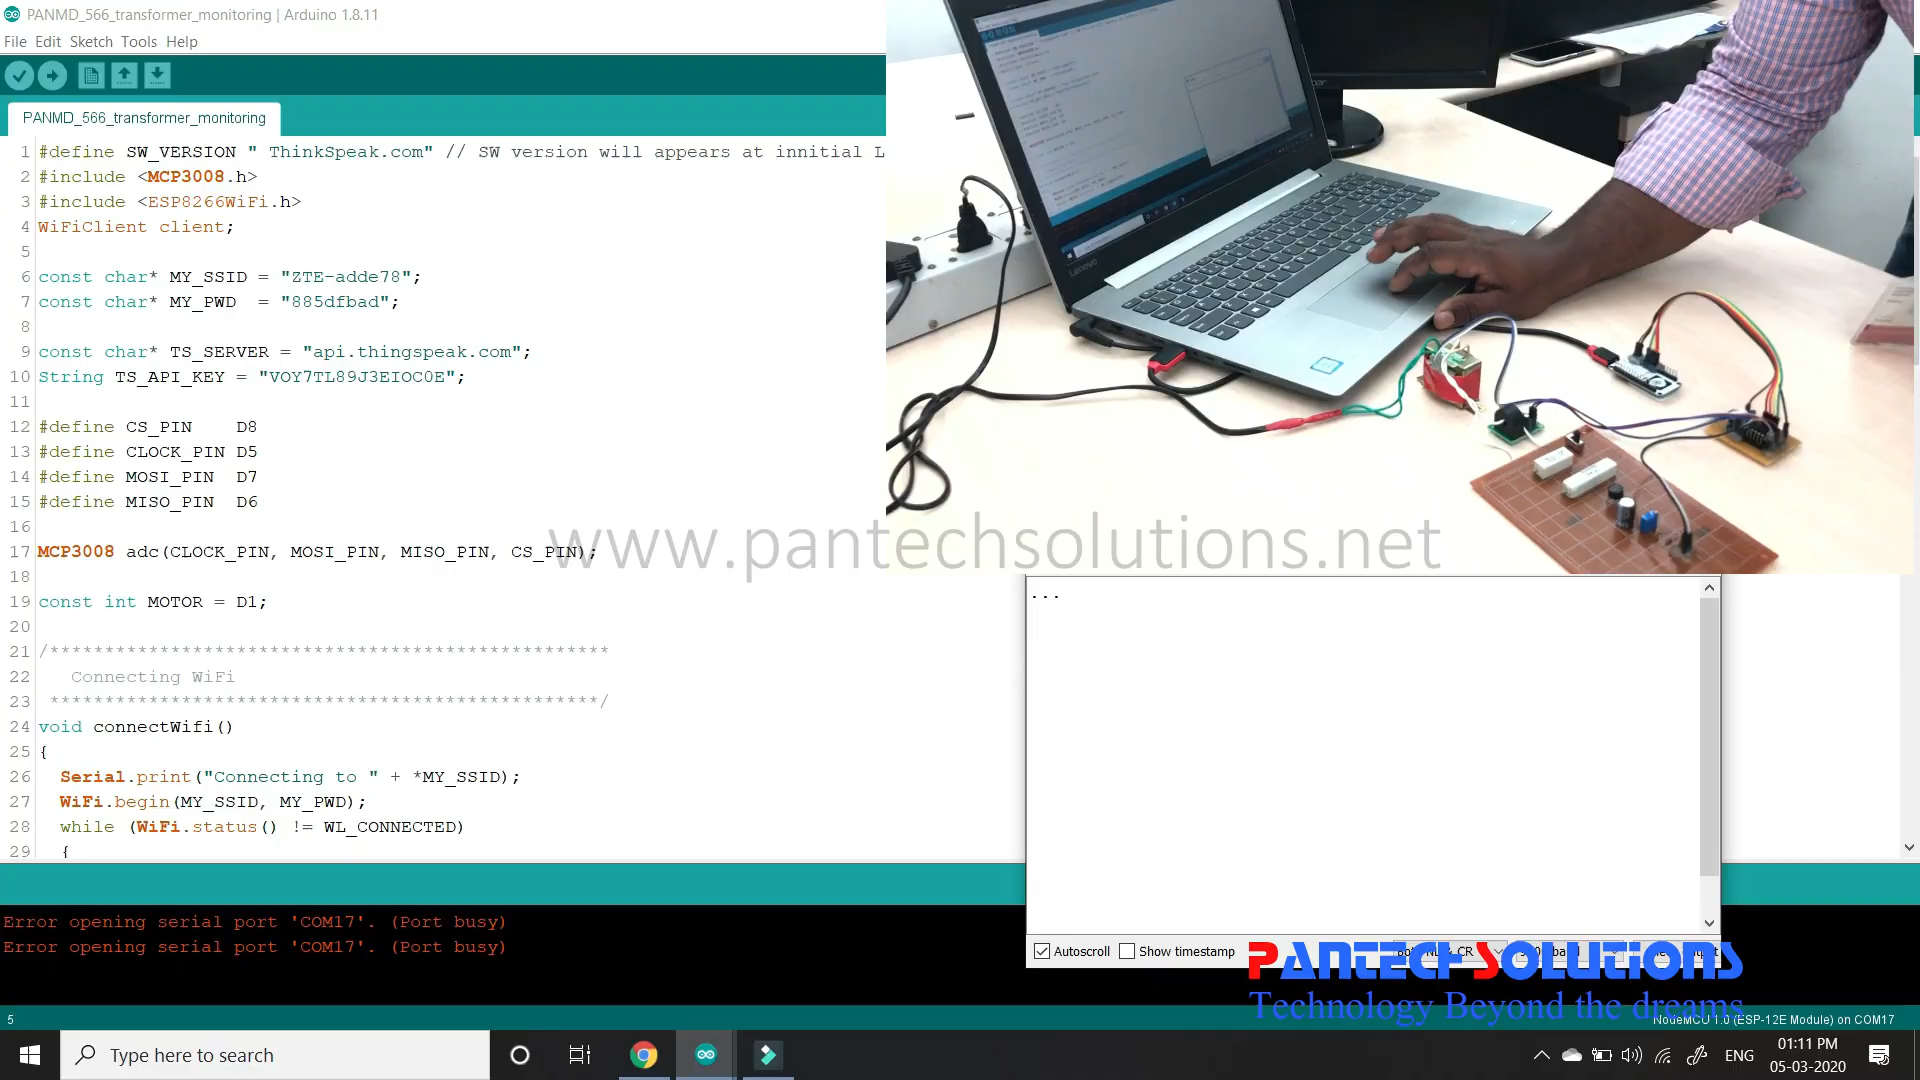 PANMD_566_transformer_monitoring | Arduino 1.8.11
File Edit Sketch Tools Help
PANMD_566_transformer_monitoring
1 #define SW_VERSION " ThinkSpeak.com" // SW version will appears at innitial L
2 #include <MCP3008.h>
3 #include <ESP8266WiFi.h>
4 WiFiClient client;
5
6 const char* MY_SSID = "ZTE-adde78";
7 const char* MY_PWD = "885dfbad";
8
9 const char* TS_SERVER = "api.thingspeak.com";
10 String TS_API_KEY = "VOY7TL89J3EIOC0E";
11
12 #define CS_PIN D8
13 #define CLOCK_PIN D5
14 #define MOSI_PIN D7
15 #define MISO_PIN D6
16
17 MCP3008 adc(CLOCK_PIN, MOSI_PIN, MISO_PIN, CS_PIN);
18
19 const int MOTOR = D1;
20
21 /***************************************************
22 Connecting WiFi
23 **************************************************/
24 void connectWifi()
25 {
26 Serial.print("Connecting to " + *MY_SSID);
27 WiFi.begin(MY_SSID, MY_PWD);
28 while (WiFi.status() != WL_CONNECTED)
29 {
www.pantechsolutions.net
Lenovo
...
Autoscroll Show timestamp
PANTECH SOLUTIONS
Technology Beyond the dreams
Error opening serial port 'COM17'. (Port busy)
Error opening serial port 'COM17'. (Port busy)
5
NodeMCU 1.0 (ESP-12E Module) on COM17
Type here to search
ENG
01:11 PM
05-03-2020